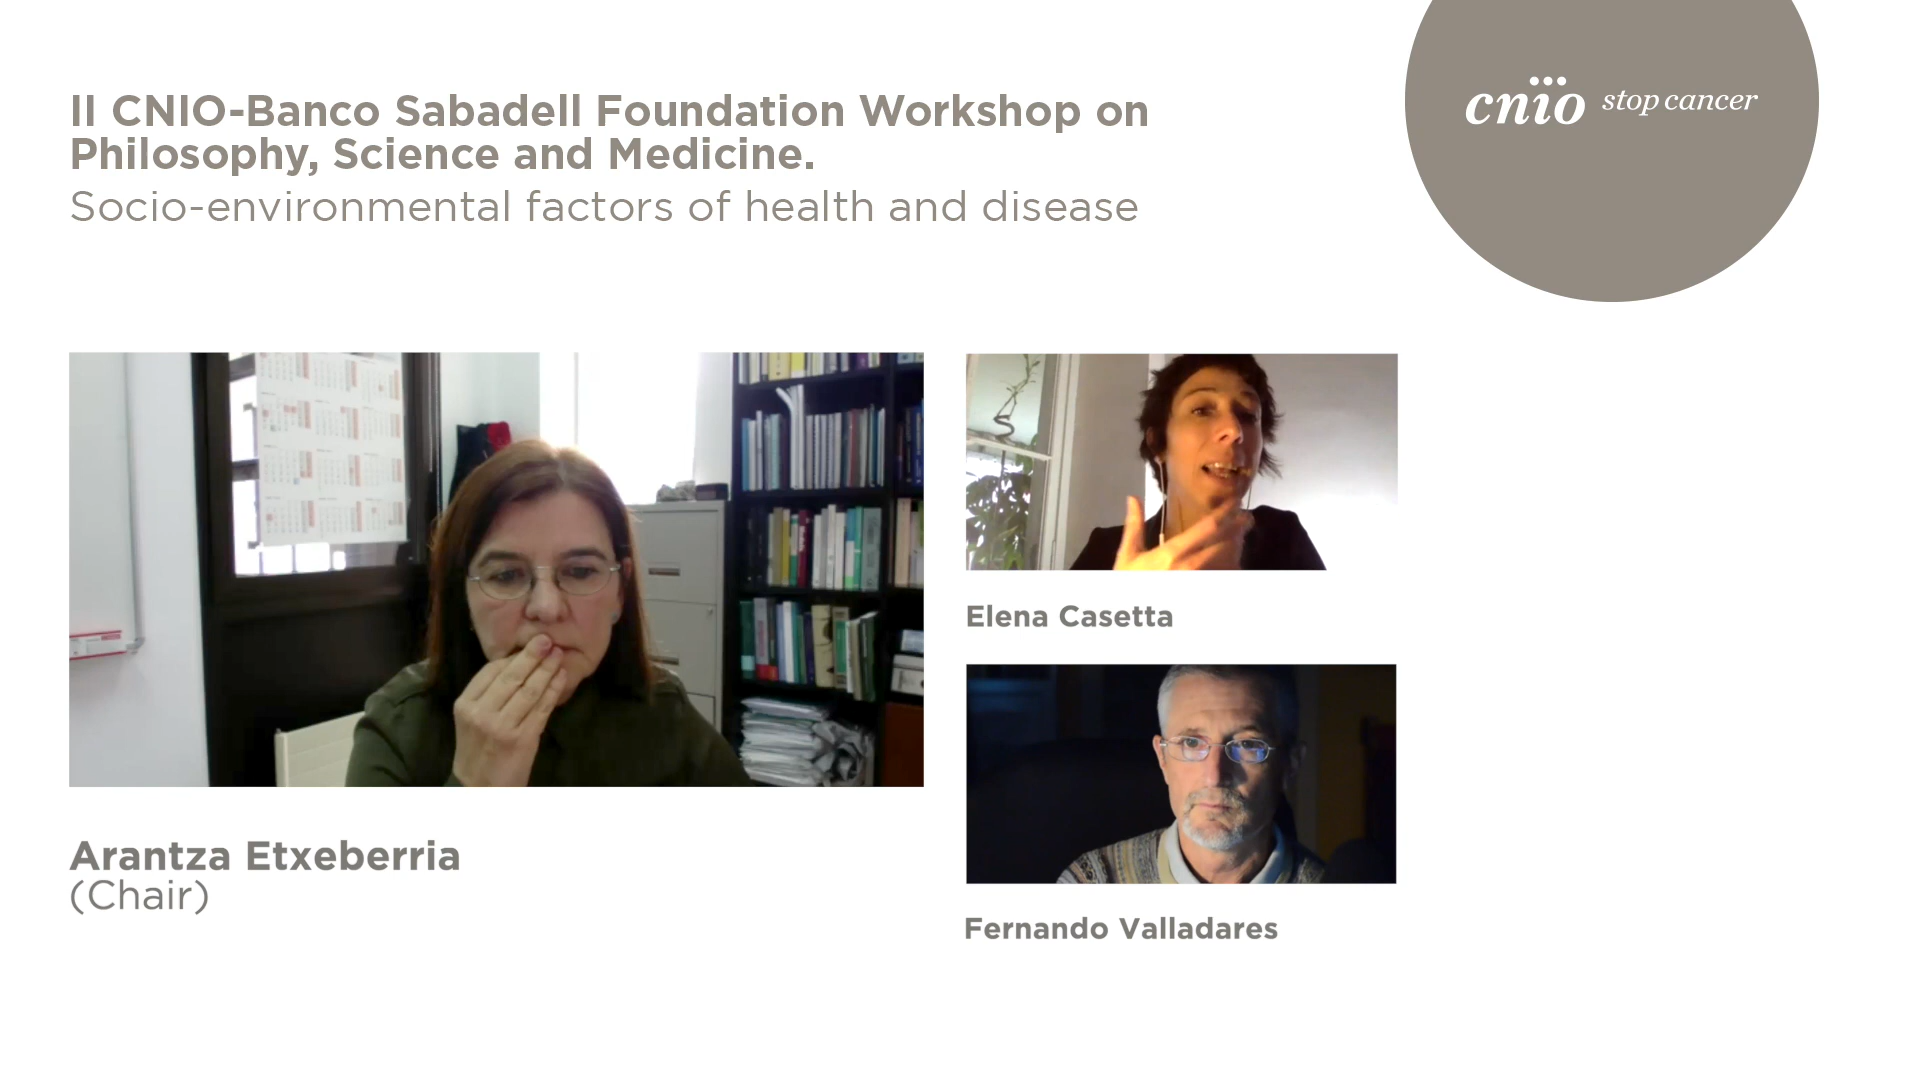 II CNIO-Banco Sabadell Foundation Workshop on
Philosophy, Science and Medicine.
Socio-environmental factors of health and disease
cnio stop cancer
Arantza Etxeberria
(Chair)
Elena Casetta
Fernando Valladares